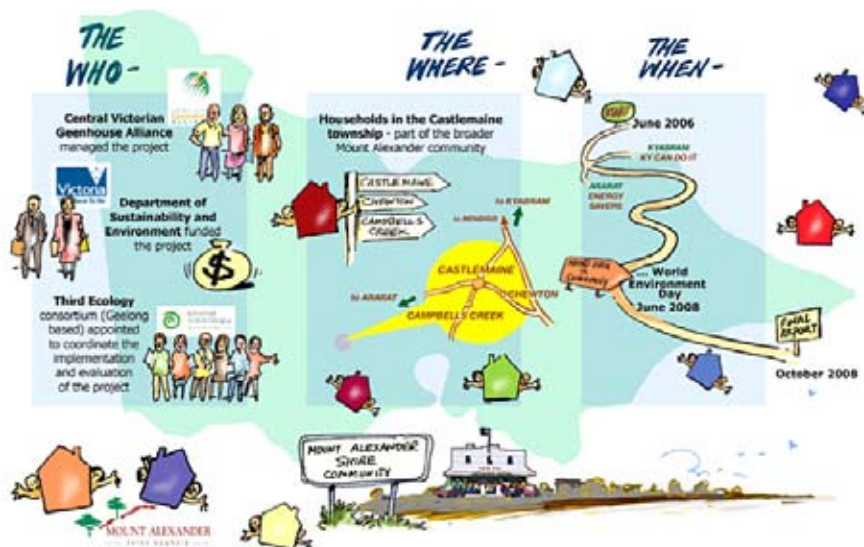 THE
WHO-
Central Victorian
Greenhouse Alliance
managed the project
Victoria
Department of
Sustainability and
Environment funded
the project
$
Third Ecology
consortium (Geelong
based) appointed
to coordinate the
implementation
and evaluation
of the project
THE
WHERE-
Households in the Castlemaine
township - part of the broader
Mount Alexander community
CASTLEMAINE
CHEWTON
CAMPBELLS
CREEK
to KYABRAM
to BENDIGO
CASTLEMAINE
to ARARAT
CHEWTON
CAMPBELLS CREEK
THE
WHEN-
START
June 2006
KYABRAM
KY CAN DO IT
ARARAT
ENERGY
SAVERS
... World
Environment
Day
June 2008
FINAL
REPORT
October 2008
MOUNT ALEXANDER
SHIRE
COMMUNITY
MOUNT ALEXANDER
SHIRE COUNCIL